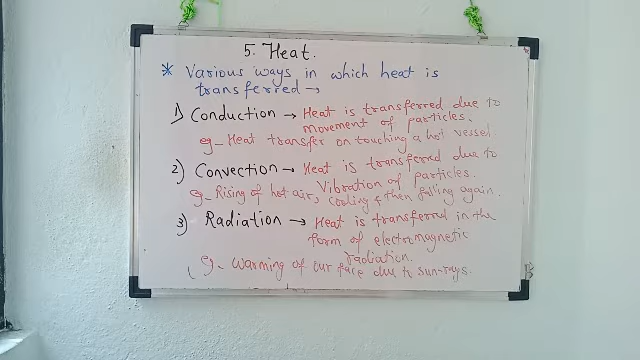 5. Heat.
* Various ways in which heat is
transferred →
1) Conduction → Heat is transferred due to
movement of particles.
eg - Heat transfer on touching a hot vessel.
2) Convection → Heat is transferred due to
Vibration of particles.
eg - Rising of hot air, cooling & then falling again.
3) Radiation → Heat is transferred in the
form of electromagnetic
radiation.
eg - warming of our face due to sun-rays.